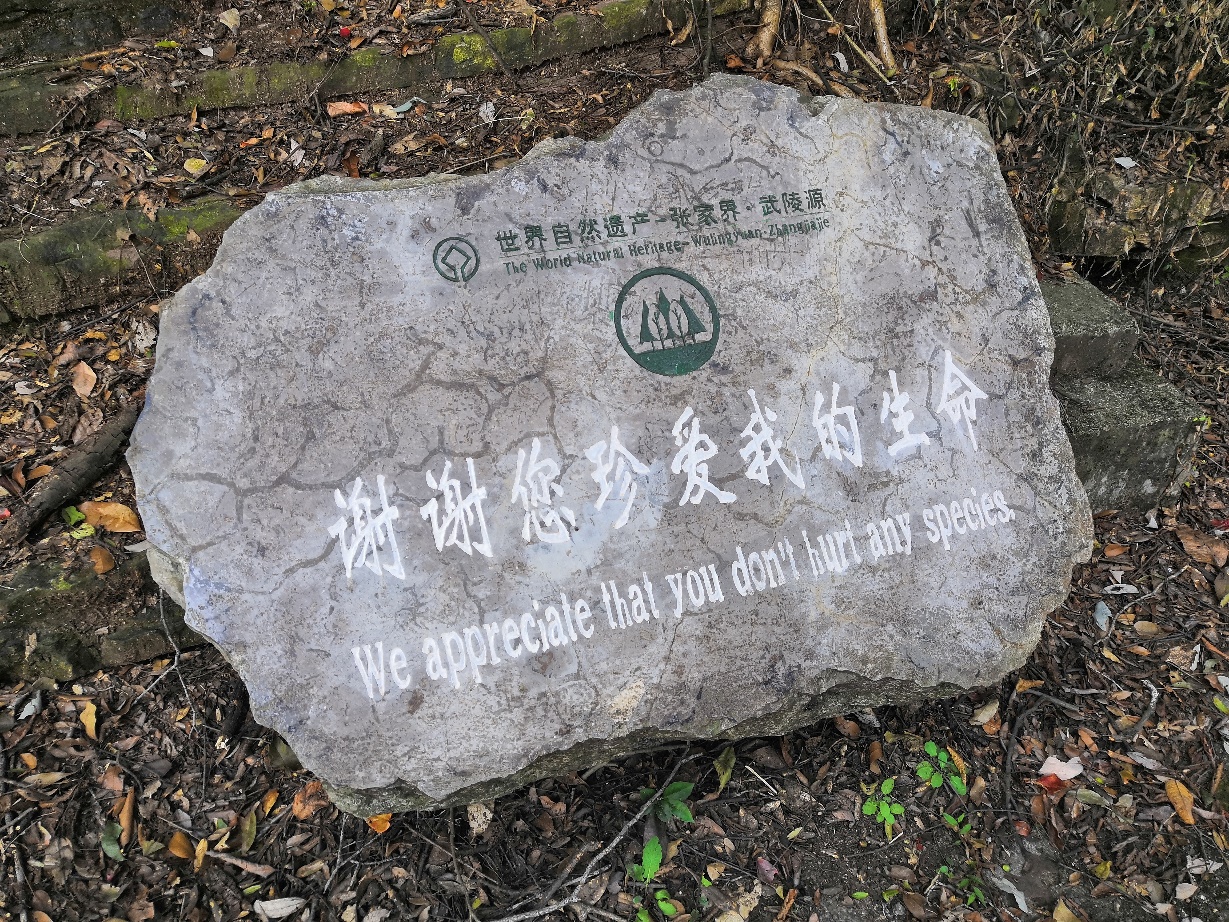 世界自然遗产-张家界·武陵源
The World Natural Heritage-WulingYuan·Zhangjiajie
谢谢您珍爱我的生命
We appreciate that you don't hurt any species.